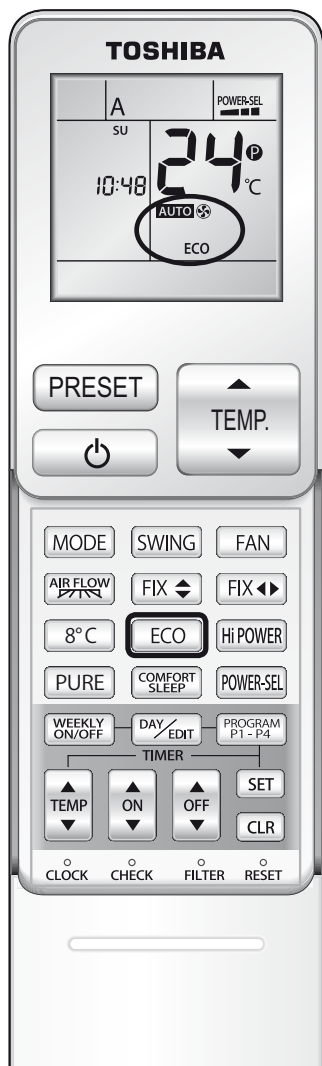 TOSHIBA
A POWER-SEL
SU
24 P
10:48 °C
AUTO
ECO
PRESET
TEMP.
MODE SWING FAN
AIR FLOW FIX FIX
8°C ECO Hi POWER
PURE COMFORT SLEEP POWER-SEL
WEEKLY ON/OFF DAY/EDIT PROGRAM P1 - P4
TIMER
TEMP ON OFF SET
CLR
CLOCK CHECK FILTER RESET